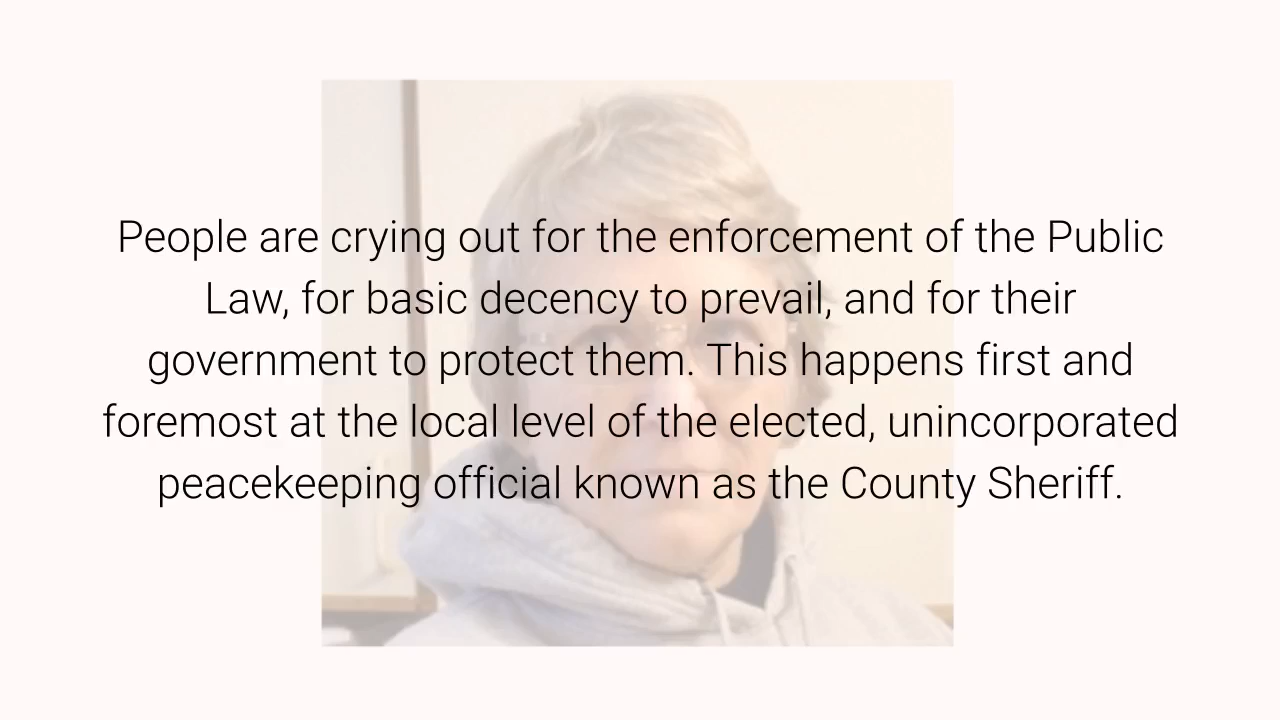 People are crying out for the enforcement of the Public
Law, for basic decency to prevail, and for their
government to protect them. This happens first and
foremost at the local level of the elected, unincorporated
peacekeeping official known as the County Sheriff.